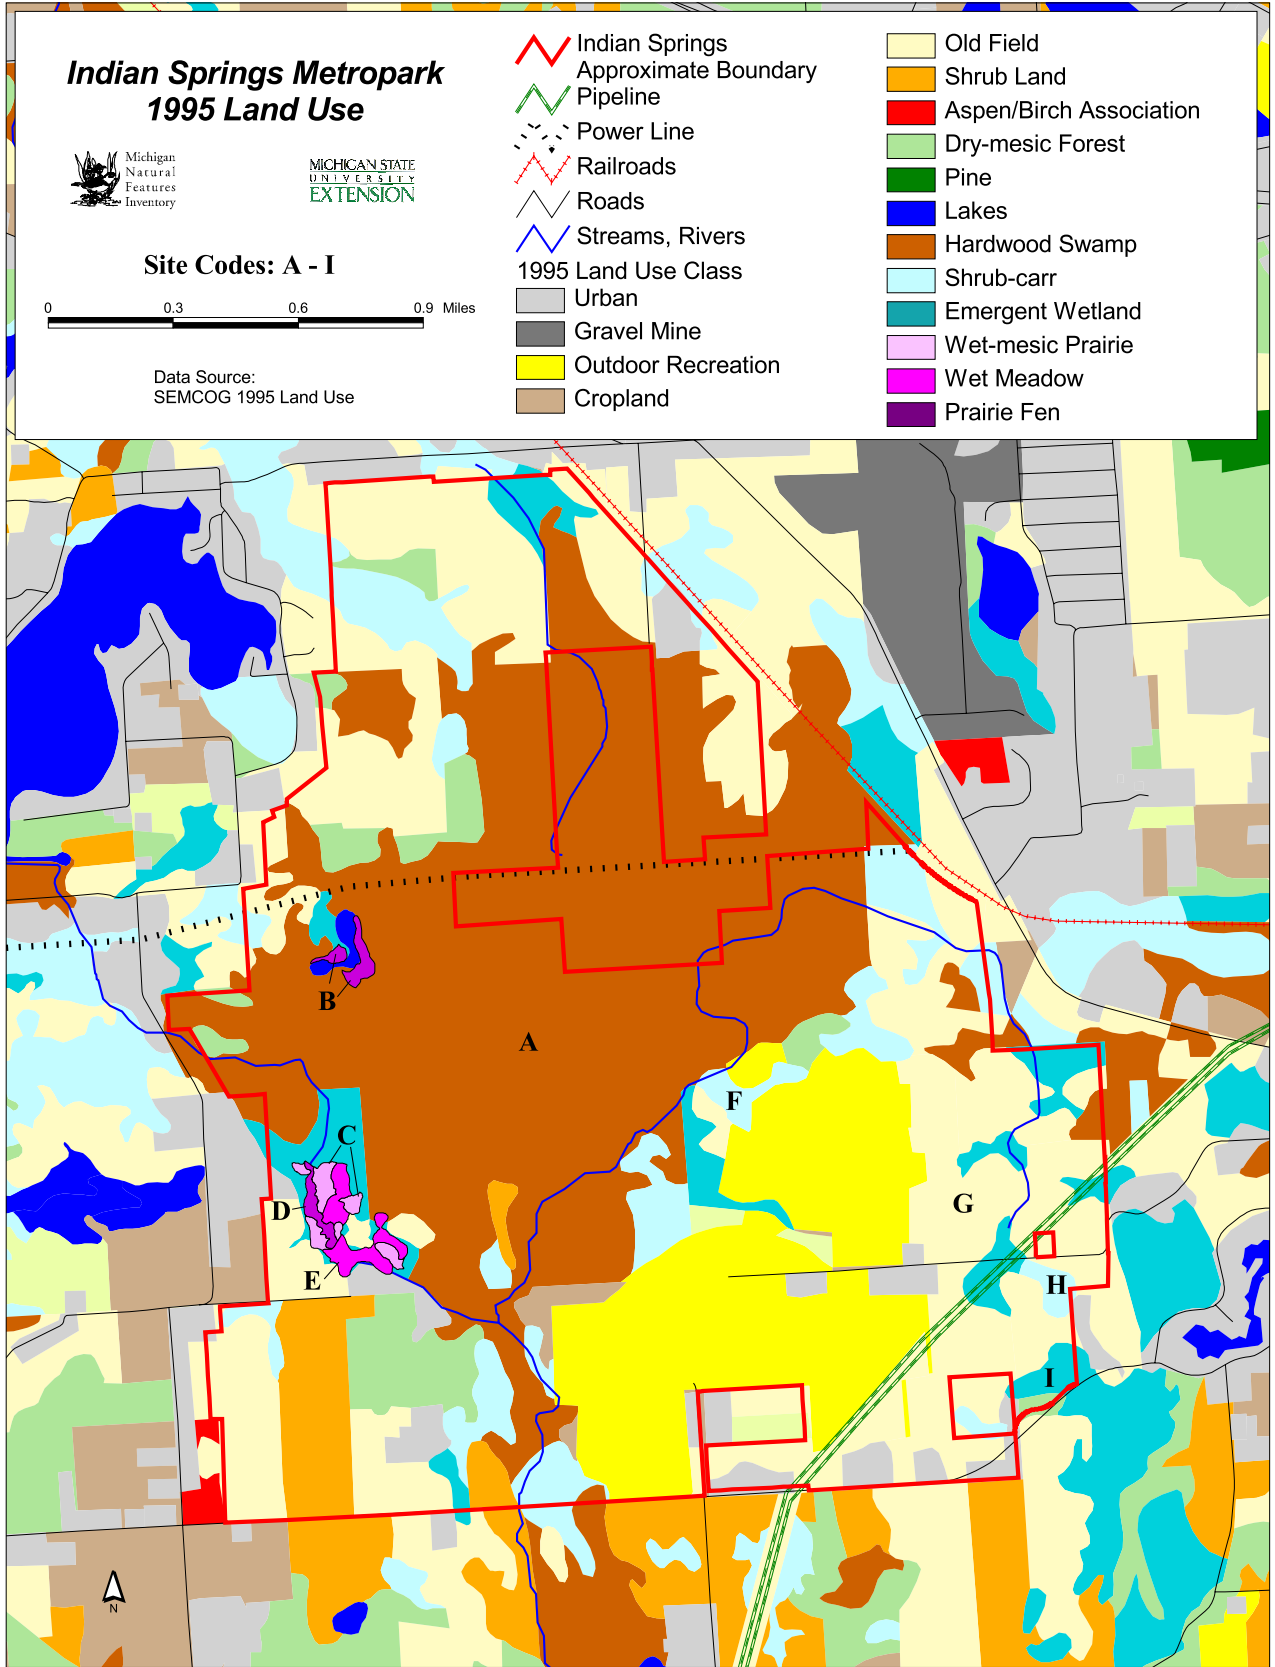 Indian Springs Metropark
1995 Land Use
Michigan
Natural
Features
Inventory
MICHIGAN STATE
UNIVERSITY
EXTENSION
Site Codes: A - I
0 0.3 0.6 0.9 Miles
Data Source:
SEMCOG 1995 Land Use
Indian Springs
Approximate Boundary
Pipeline
Power Line
Railroads
Roads
Streams, Rivers
1995 Land Use Class
Urban
Gravel Mine
Outdoor Recreation
Cropland
Old Field
Shrub Land
Aspen/Birch Association
Dry-mesic Forest
Pine
Lakes
Hardwood Swamp
Shrub-carr
Emergent Wetland
Wet-mesic Prairie
Wet Meadow
Prairie Fen
B
A
F
C
D
G
E
H
I
N